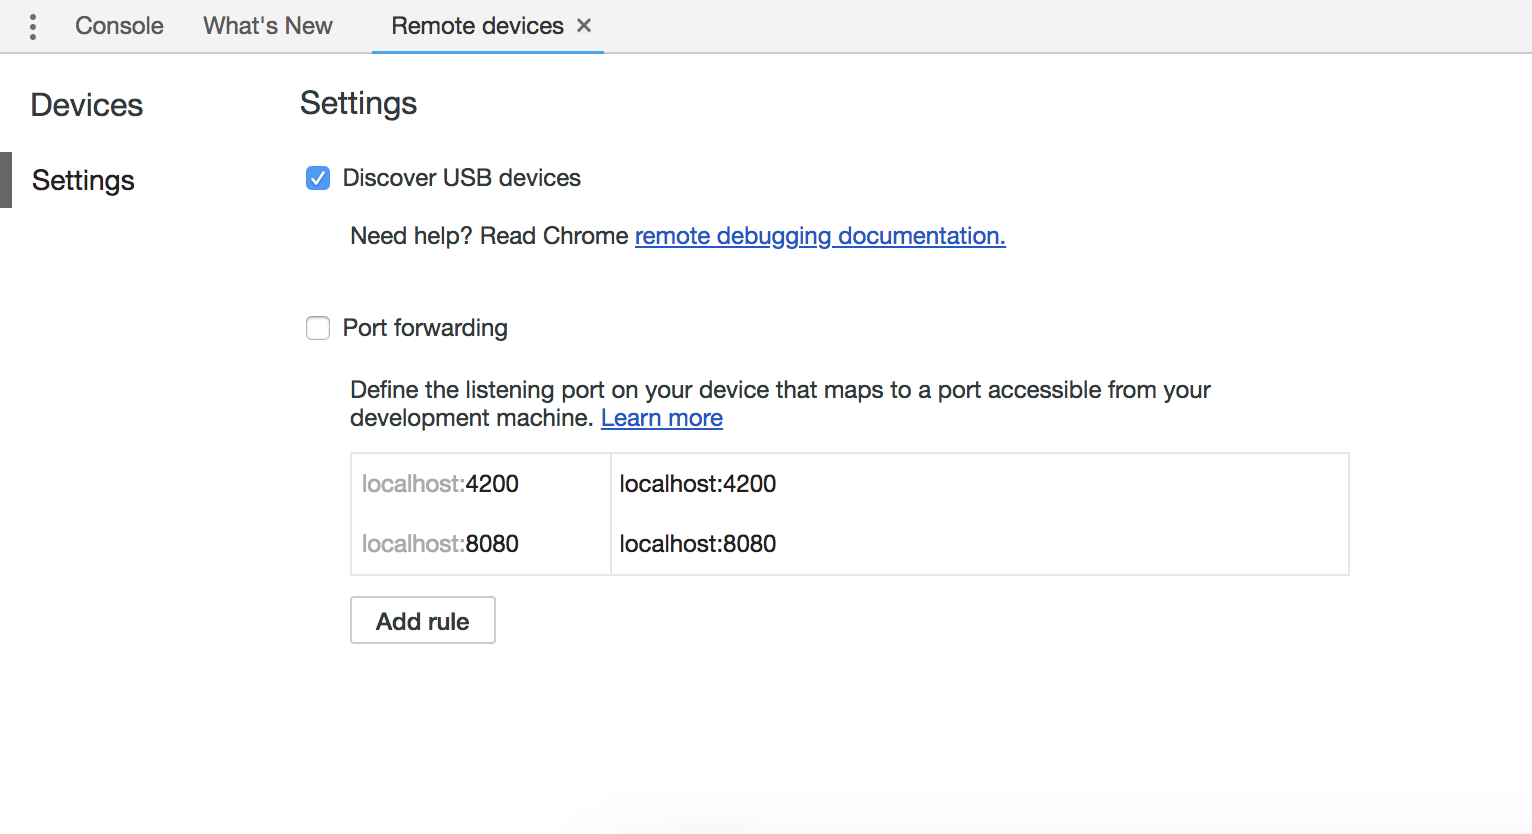 Console What's New Remote devices
Devices
Settings
Settings
Discover USB devices
Need help? Read Chrome remote debugging documentation.
Port forwarding
Define the listening port on your device that maps to a port accessible from your
development machine. Learn more
localhost:4200 localhost:4200
localhost:8080 localhost:8080
Add rule